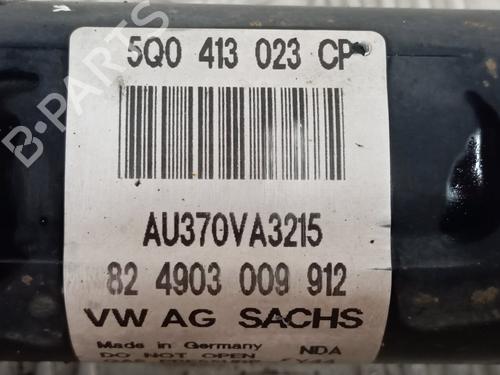 5Q0 413 023 CP
AU370VA3215
82 4903 009 912
VW AG SACHS
Made in Germany NDA
DO NOT OPEN
B-PARTS